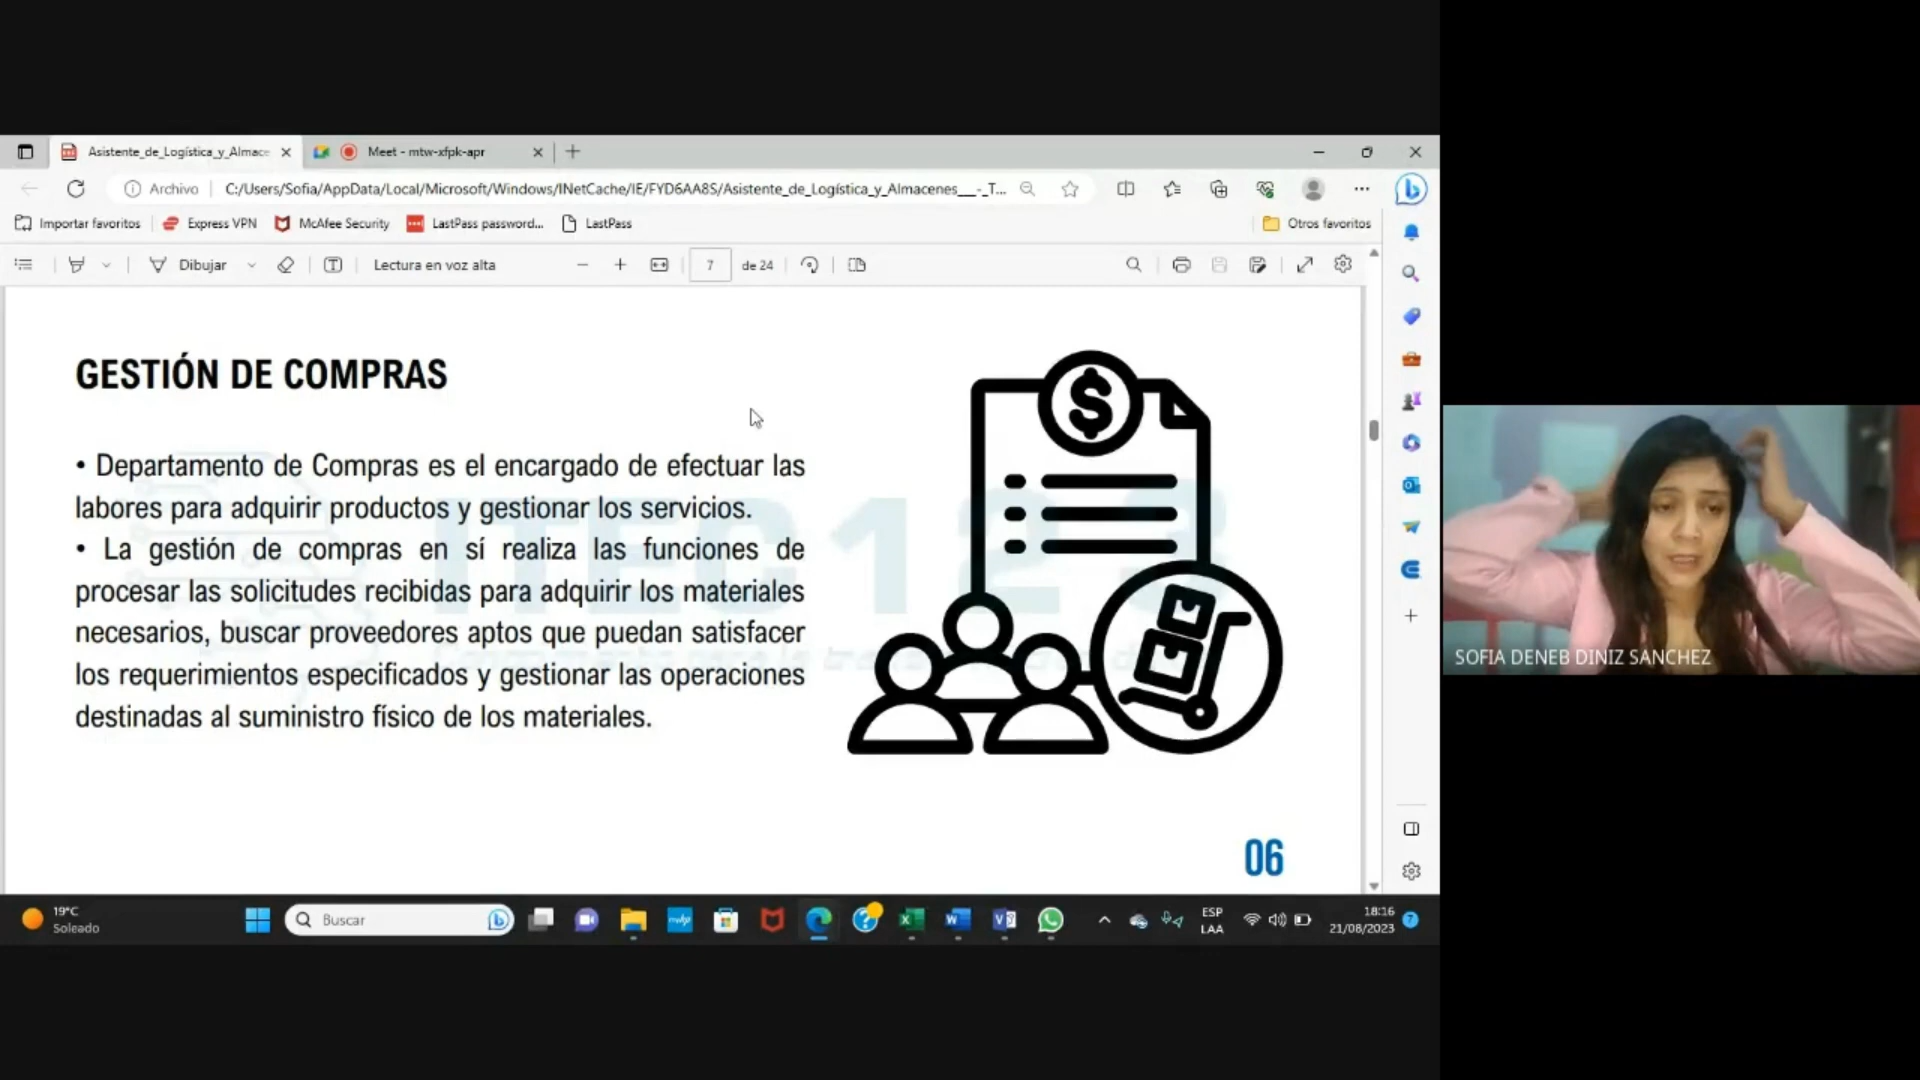 Asistente_de_Logística_y_Almace
Meet - mtw-xfpk-apr
Archivo
C:/Users/Sofia/AppData/Local/Microsoft/Windows/INetCache/IE/FYD6AA8S/Asistente_de_Logística_y_Almacenes___-_T...
Importar favoritos
Express VPN
McAfee Security
LastPass password...
LastPass
Otros favoritos
Dibujar
Lectura en voz alta
7
de 24
GESTIÓN DE COMPRAS
• Departamento de Compras es el encargado de efectuar las
labores para adquirir productos y gestionar los servicios.
• La gestión de compras en sí realiza las funciones de
procesar las solicitudes recibidas para adquirir los materiales
necesarios, buscar proveedores aptos que puedan satisfacer
los requerimientos especificados y gestionar las operaciones
destinadas al suministro físico de los materiales.
ITEC123
$
06
SOFIA DENEB DINIZ SANCHEZ
19°C
Soleado
Buscar
ESP
LAA
18:16
21/08/2023
7